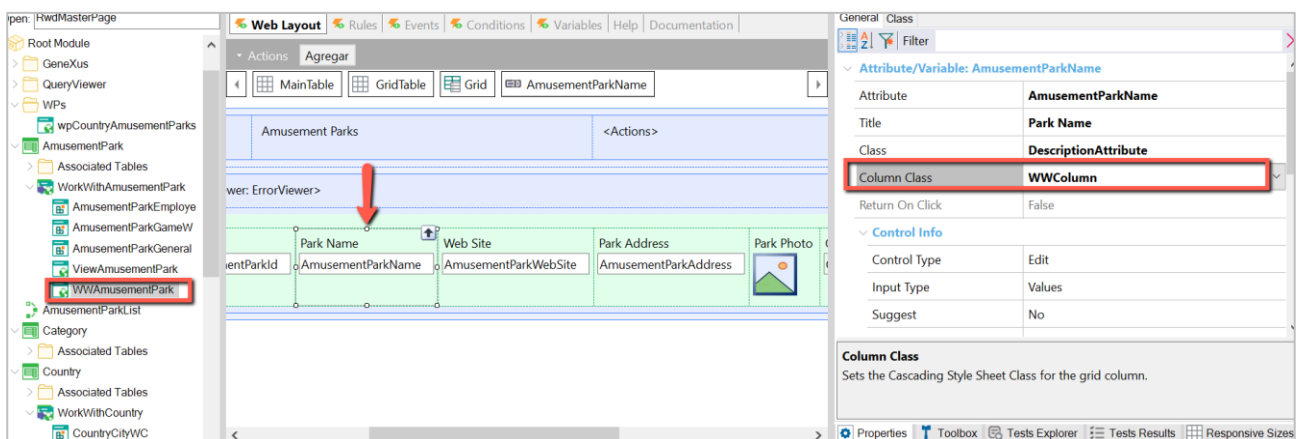 pen: RwdMasterPage
Root Module
GeneXus
QueryViewer
WPs
wpCountryAmusementParks
AmusementPark
Associated Tables
WorkWithAmusementPark
AmusementParkEmploye
AmusementParkGameW
AmusementParkGeneral
ViewAmusementPark
WWAmusementPark
AmusementParkList
Category
Associated Tables
Country
Associated Tables
WorkWithCountry
CountryCityWC
Web Layout Rules Events Conditions Variables Help Documentation
Actions Agregar
MainTable GridTable Grid AmusementParkName
Amusement Parks <Actions>
wer: ErrorViewer>
Park Name Web Site Park Address Park Photo
entParkId AmusementParkName AmusementParkWebSite AmusementParkAddress
General Class
Filter
Attribute/Variable: AmusementParkName
Attribute AmusementParkName
Title Park Name
Class DescriptionAttribute
Column Class WWColumn
Return On Click False
Control Info
Control Type Edit
Input Type Values
Suggest No
Column Class
Sets the Cascading Style Sheet Class for the grid column.
Properties Toolbox Tests Explorer Tests Results Responsive Sizes